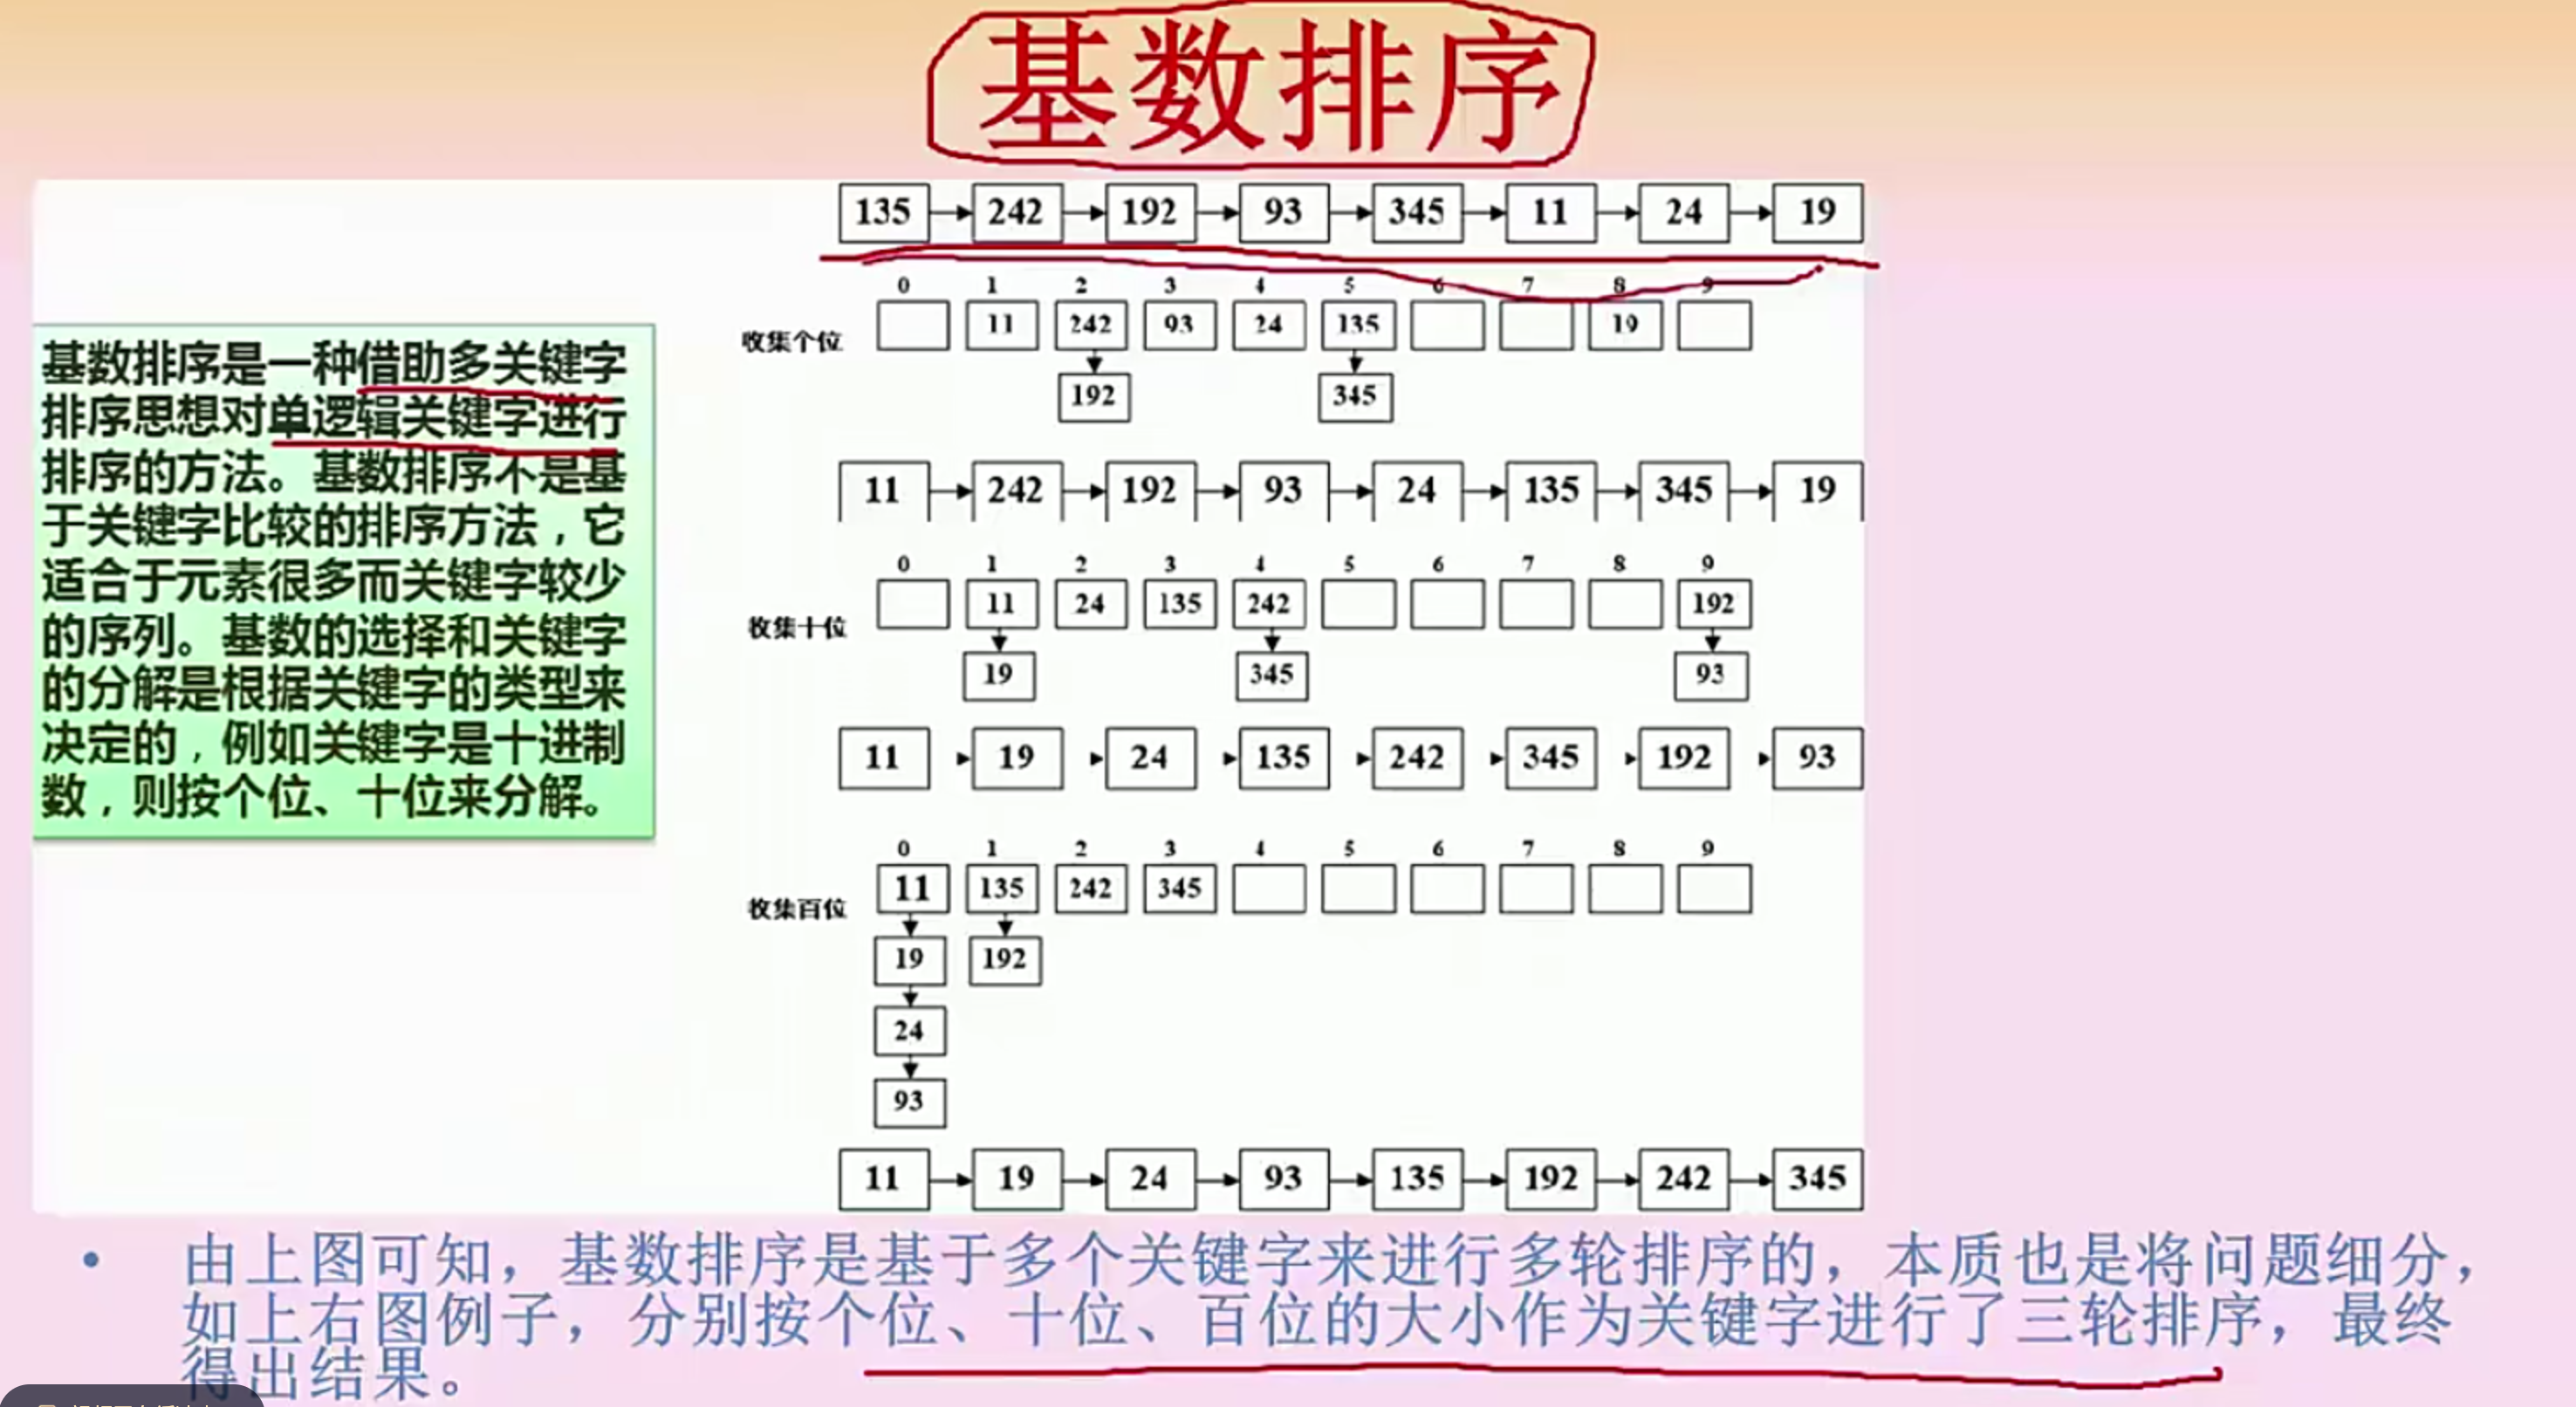 基数排序
135 242 192 93 345 11 24 19
0 1 2 3 4 5 6 7 8 9
收集个位
11 242 93 24 135 19
192 345
基数排序是一种借助多关键字
排序思想对单逻辑关键字进行
排序的方法。基数排序不是基
于关键字比较的排序方法，它
适合于元素很多而关键字较少
的序列。基数的选择和关键字
的分解是根据关键字的类型来
决定的，例如关键字是十进制
数，则按个位、十位来分解。
11 242 192 93 24 135 345 19
0 1 2 3 4 5 6 7 8 9
收集十位
11 24 135 242 192
19 345 93
11 19 24 135 242 345 192 93
0 1 2 3 4 5 6 7 8 9
收集百位
11 135 242 345
19 192
24
93
11 19 24 93 135 192 242 345
• 由上图可知，基数排序是基于多个关键字来进行多轮排序的，本质也是将问题细分，
如上右图例子，分别按个位、十位、百位的大小作为关键字进行了三轮排序，最终
得出结果。